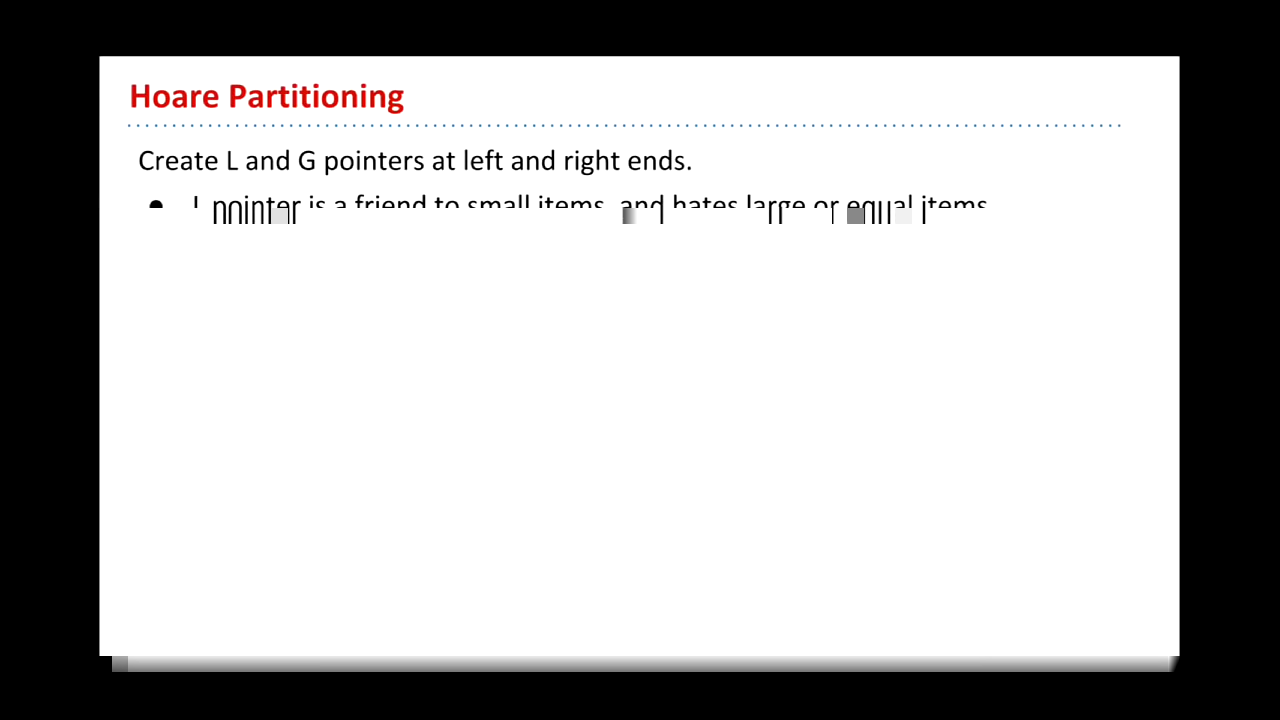 Hoare Partitioning
Create L and G pointers at left and right ends.
● L pointer is a friend to small items, and hates large or equal items.